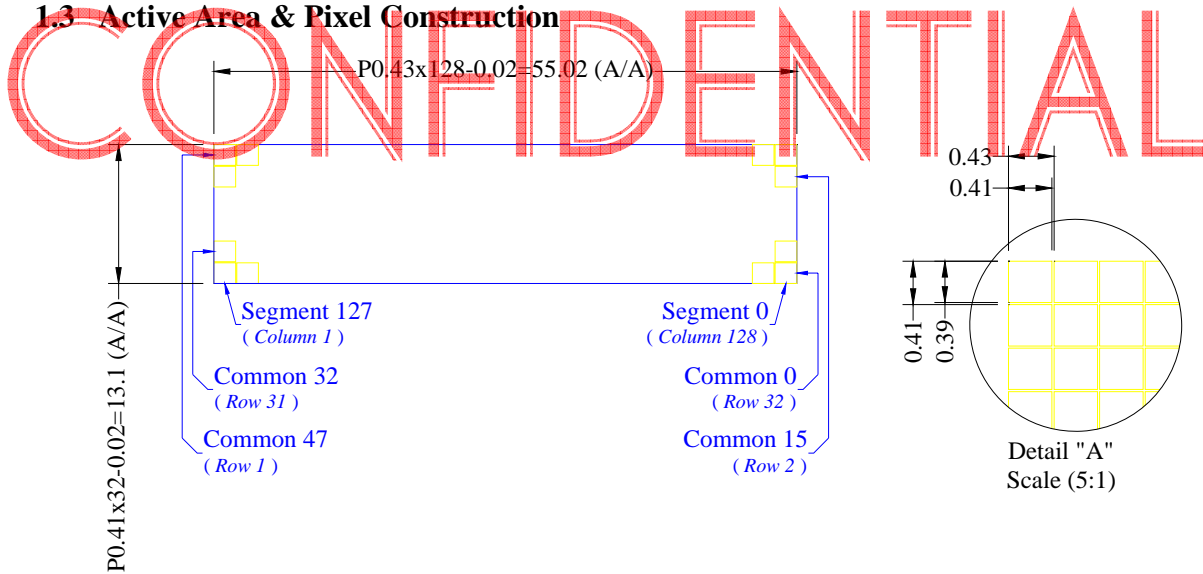 1.3 Active Area & Pixel Construction
CONFIDENTIAL
P0.43x128-0.02=55.02 (A/A)
P0.41x32-0.02=13.1 (A/A)
Segment 127
( Column 1 )
Segment 0
( Column 128 )
Common 32
( Row 31 )
Common 0
( Row 32 )
Common 47
( Row 1 )
Common 15
( Row 2 )
0.43
0.41
0.41
0.39
Detail "A"
Scale (5:1)